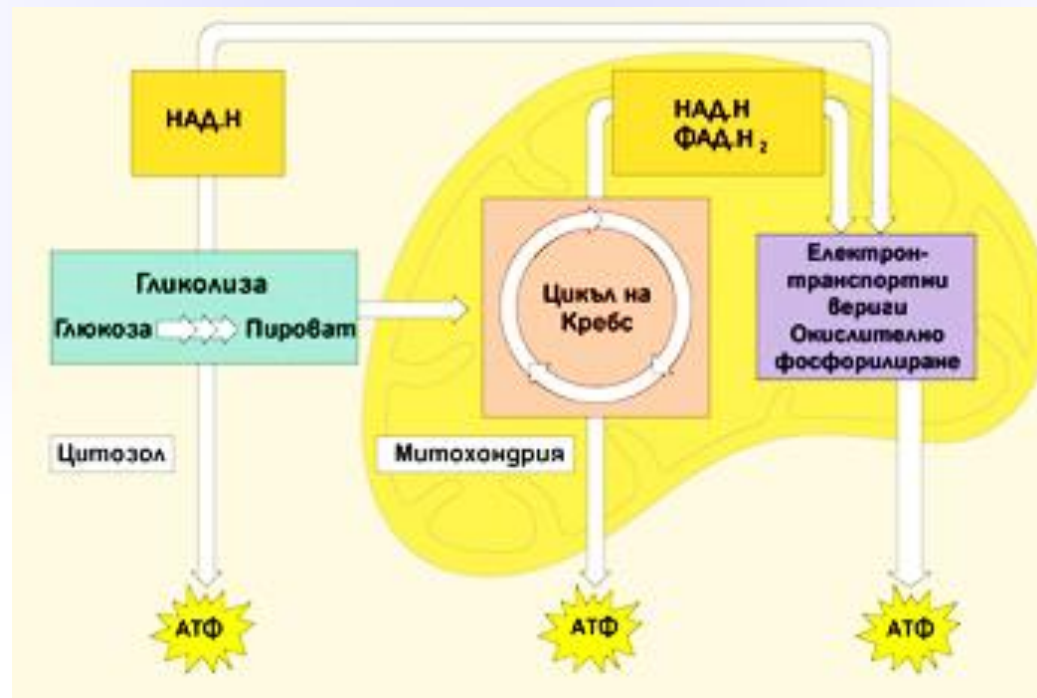 НАД.Н
НАД.Н
ФАД.Н₂
Гликолиза
Глюкоза Пироват
Цикъл на
Кребс
Електрон-
транспортни
вериги
Окислително
фосфорилиране
Цитозол
Митохондрия
АТФ
АТФ
АТФ